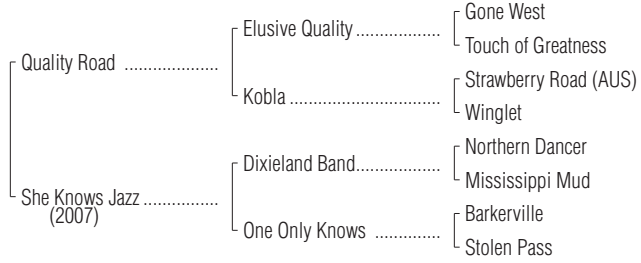 Gone West
Elusive Quality ..................
Touch of Greatness
Quality Road ....................
Strawberry Road (AUS)
Kobla ................................
Winglet
Northern Dancer
Dixieland Band..................
Mississippi Mud
She Knows Jazz ................
(2007)
Barkerville
One Only Knows ..............
Stolen Pass